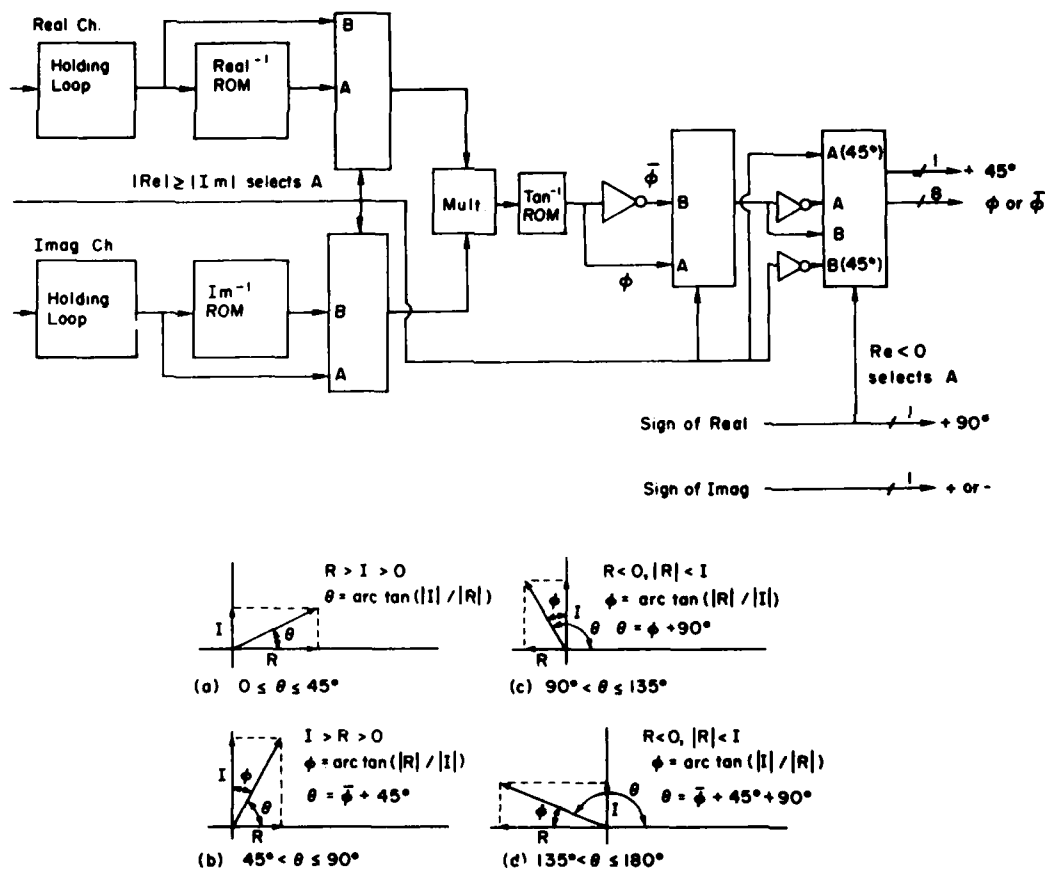 Real Ch.
Holding Loop
Real⁻¹ ROM
B
A
|Re| ≥ |Im| selects A
Imag Ch
Holding Loop
Im⁻¹ ROM
B
A
Mult.
Tan⁻¹ ROM
φ̄
B
φ
A
A(45°)
A
B
B(45°)
1
+ 45°
8
φ or φ̄
Re < 0
selects A
Sign of Real
1
+ 90°
Sign of Imag
1
+ or -
R > I > 0
θ = arc tan (|I| / |R|)
I
θ
R
(a) 0 ≤ θ ≤ 45°
R < 0, |R| < I
φ = arc tan (|R| / |I|)
θ = φ + 90°
φ
I
θ
R
(c) 90° < θ ≤ 135°
I > R > 0
φ = arc tan (|R| / |I|)
θ = φ̄ + 45°
I
φ
θ
R
(b) 45° < θ ≤ 90°
R < 0, |R| < I
φ = arc tan (|I| / |R|)
θ = φ̄ + 45° + 90°
φ
I
θ
R
(d) 135° < θ ≤ 180°